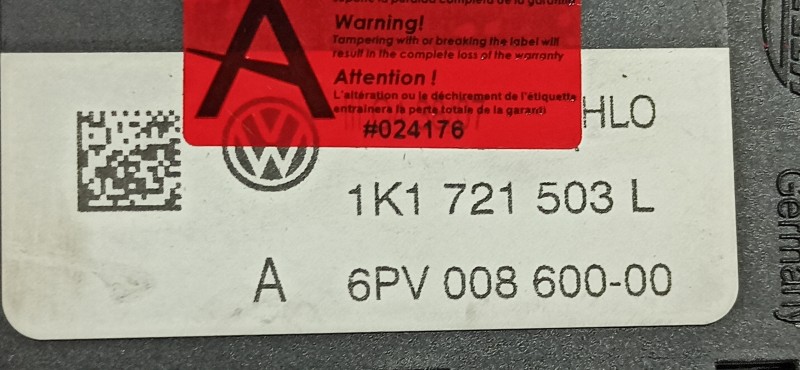 A
Warning!
Tampering with or breaking the label will
result in the complete loss of the warranty
Attention !
L'altération ou le déchirement de l'étiquette
entraînera la perte totale de la garanti
#024176
HLO
1K1 721 503 L
A 6PV 008 600-00
Germany